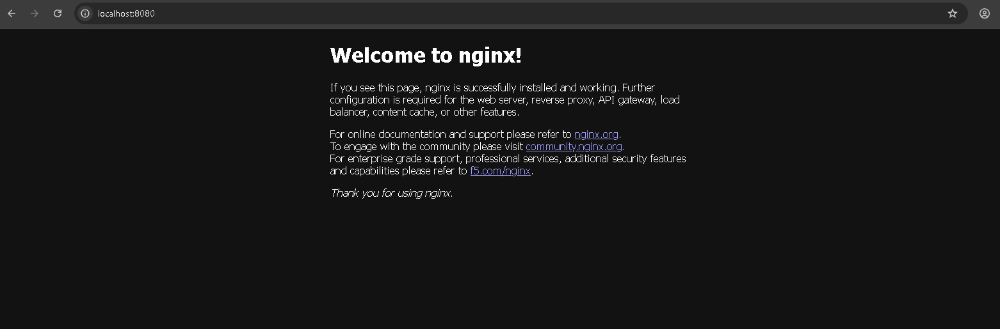 localhost:8080
Welcome to nginx!
If you see this page, nginx is successfully installed and working. Further
configuration is required for the web server, reverse proxy, API gateway, load
balancer, content cache, or other features.
For online documentation and support please refer to nginx.org.
To engage with the community please visit community.nginx.org.
For enterprise grade support, professional services, additional security features
and capabilities please refer to f5.com/nginx.
Thank you for using nginx.